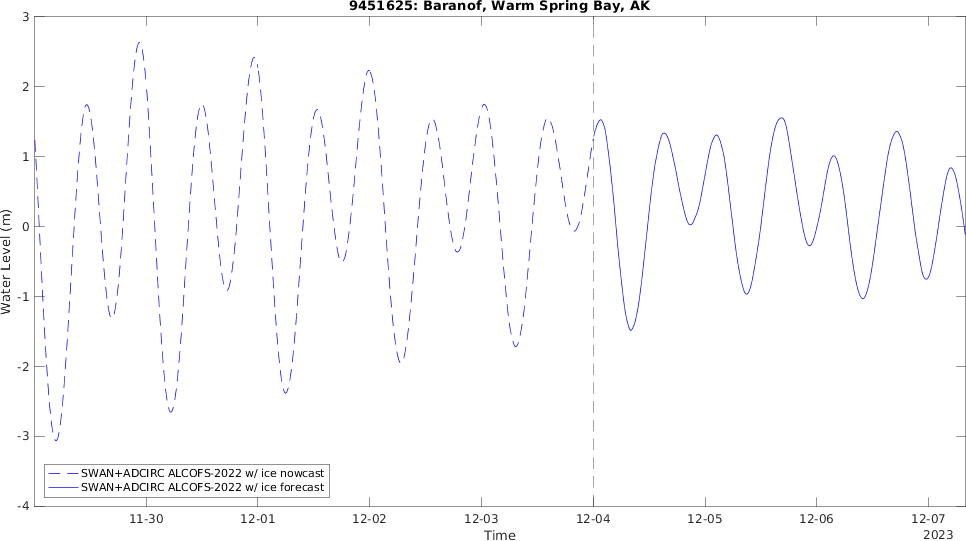 9451625: Baranof, Warm Spring Bay, AK
3
2
1
0
-1
-2
-3
-4
Water Level (m)
SWAN+ADCIRC ALCOFS-2022 w/ ice nowcast
SWAN+ADCIRC ALCOFS-2022 w/ ice forecast
11-30 12-01 12-02 12-03 12-04 12-05 12-06 12-07
Time 2023